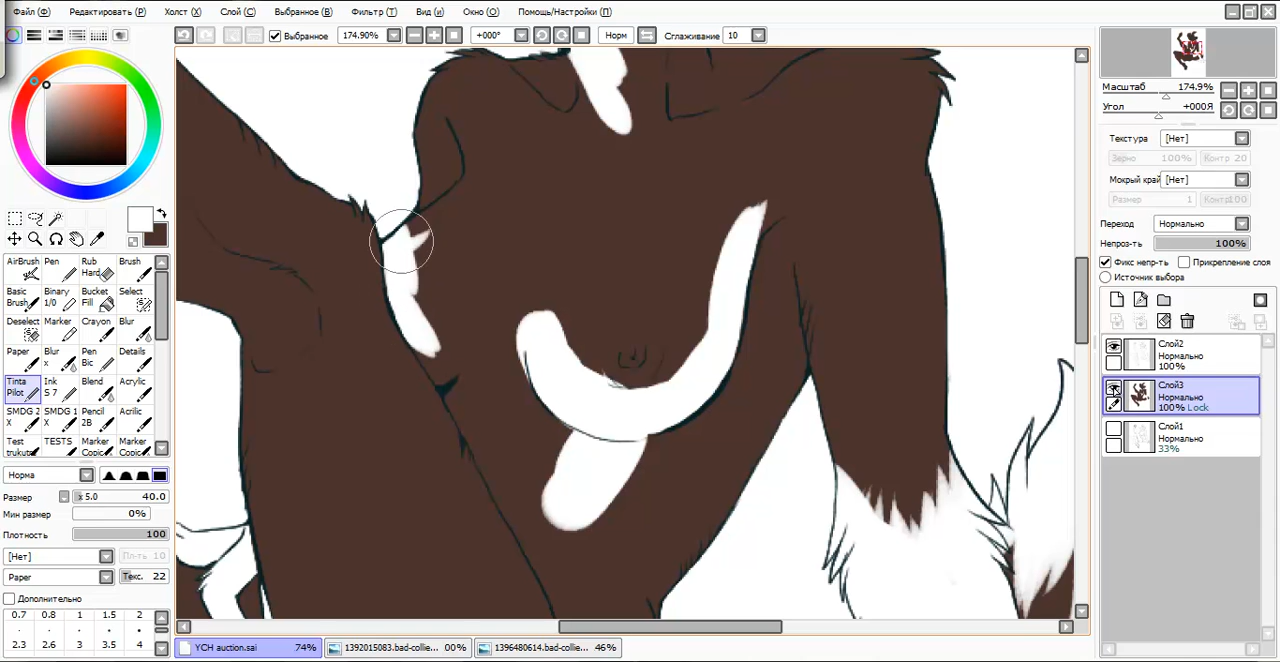 Файл (Ф) Редактировать (Р) Холст (Х) Слой (С) Выбранное (В) Фильтр (Т) Вид (и) Окно (О) Помощь/Настройки (П)
Выбранное 174.90% +000° Норм Сглаживание 10
Масштаб 174.9%
Угол +000Я
Текстура [Нет]
Зерно 100% Контр 20
Мокрый край [Нет]
Размер 1 Контр 100
Переход Нормально
Непроз-ть 100%
Фикс непр-ть Прикрепление слоя
Источник выбора
Слой2
Нормально
100%
Слой3
Нормально
100% Lock
Слой1
Нормально
33%
AirBrush Pen Rub Hard Brush
Basic Brush Binary 1/0 Bucket Fill Select
Deselect Marker Crayon Blur
Paper Blur x Pen Bic Details
Tinta Pilot Ink S 7 Blend Acrylic
SMDG 2 X SMDG 1 X Pencil 2B Acrilic
Test trukutu TESTS Marker Copic Marker Copic
Норма
Размер x 5.0 40.0
Мин размер 0%
Плотность 100
[Нет] Пл-ть 10
Paper Текс. 22
Дополнительно
0.7 0.8 1 1.5 2
2.3 2.6 3 3.5 4
YCH auction.sai 74% 1392015083.bad-collie... 00% 1396480614.bad-collie... 46%